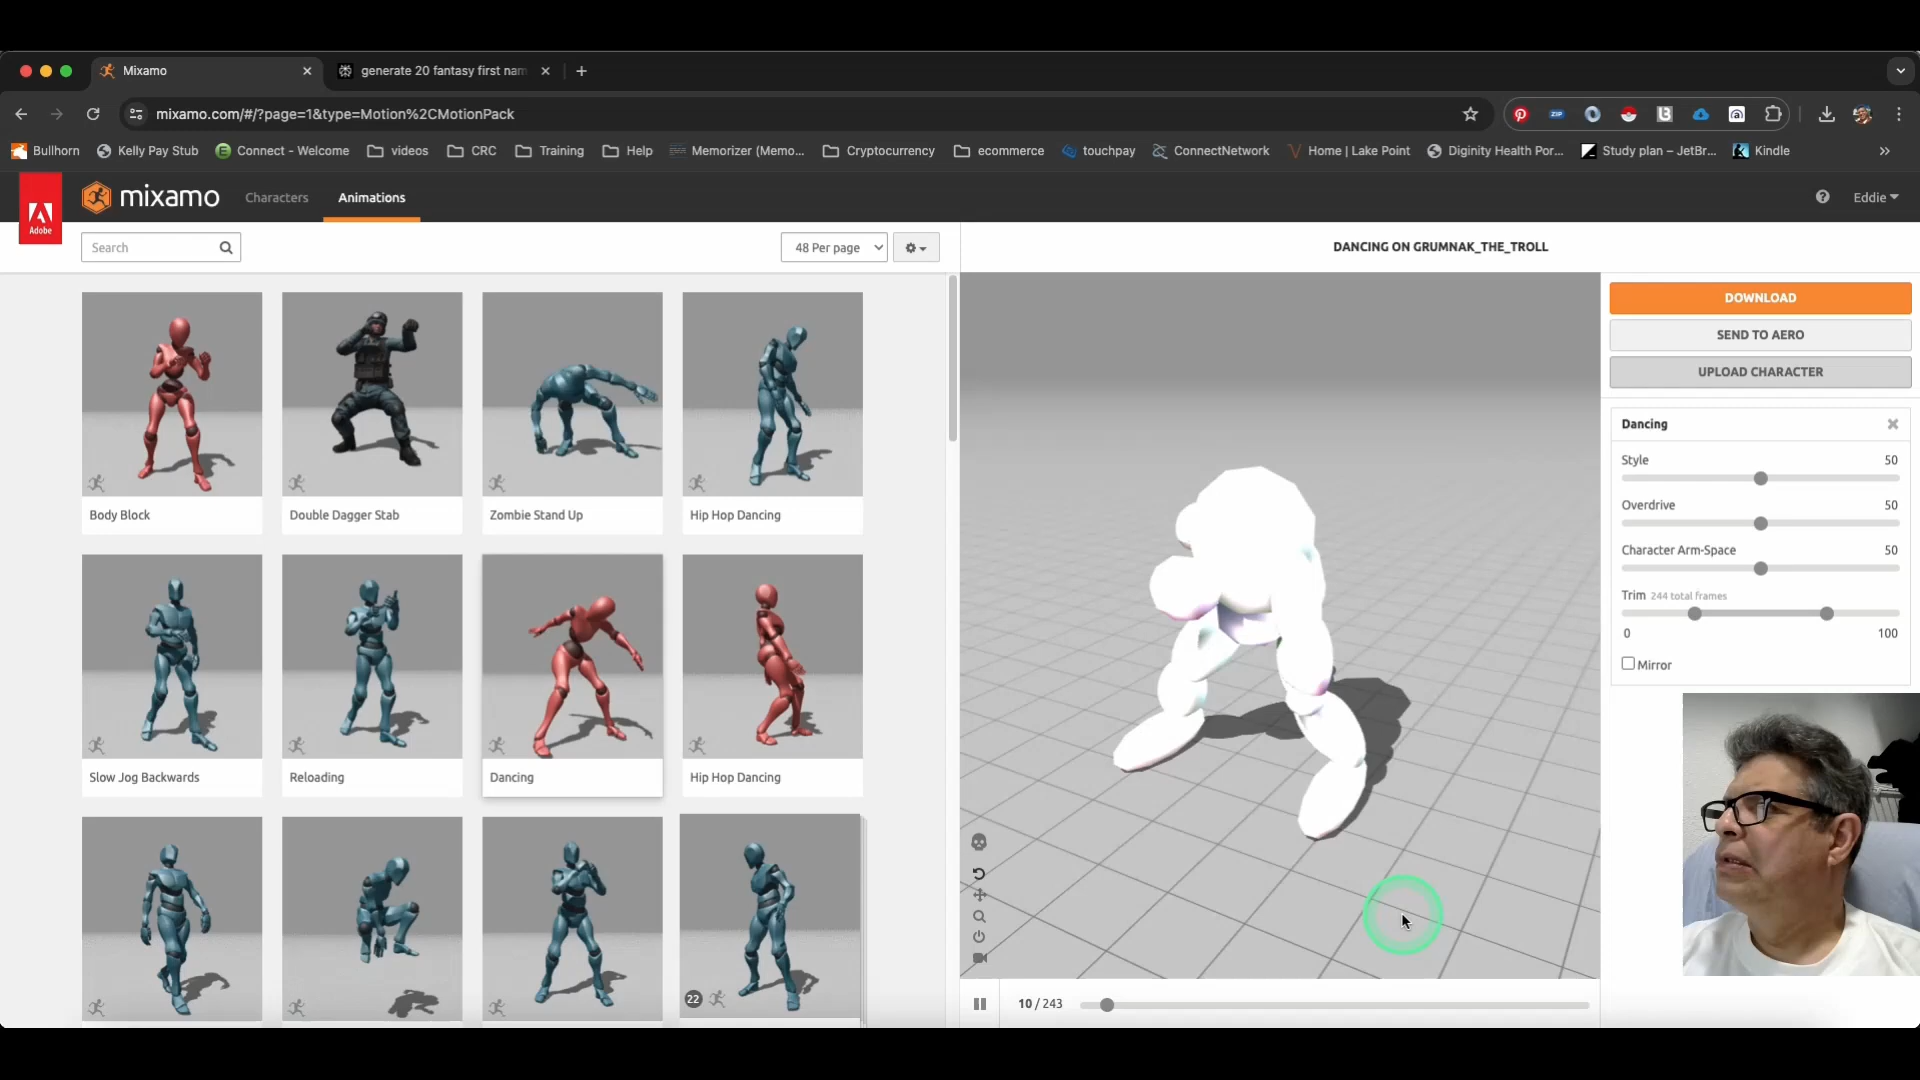 Mixamo
generate 20 fantasy first nam
mixamo.com/#/?page=1&type=Motion%2CMotionPack
ZIP
Bullhorn
Kelly Pay Stub
Connect - Welcome
videos
CRC
Training
Help
Memorizer (Memo...
Cryptocurrency
ecommerce
touchpay
ConnectNetwork
Home | Lake Point
Diginity Health Por...
Study plan – JetBr...
Kindle
Adobe
mixamo
Characters
Animations
Eddie
Search
48 Per page
DANCING ON GRUMNAK_THE_TROLL
DOWNLOAD
SEND TO AERO
UPLOAD CHARACTER
Dancing
Style 50
Overdrive 50
Character Arm-Space 50
Trim 244 total frames
0 100
Mirror
Body Block
Double Dagger Stab
Zombie Stand Up
Hip Hop Dancing
Slow Jog Backwards
Reloading
Dancing
Hip Hop Dancing
22
10 / 243